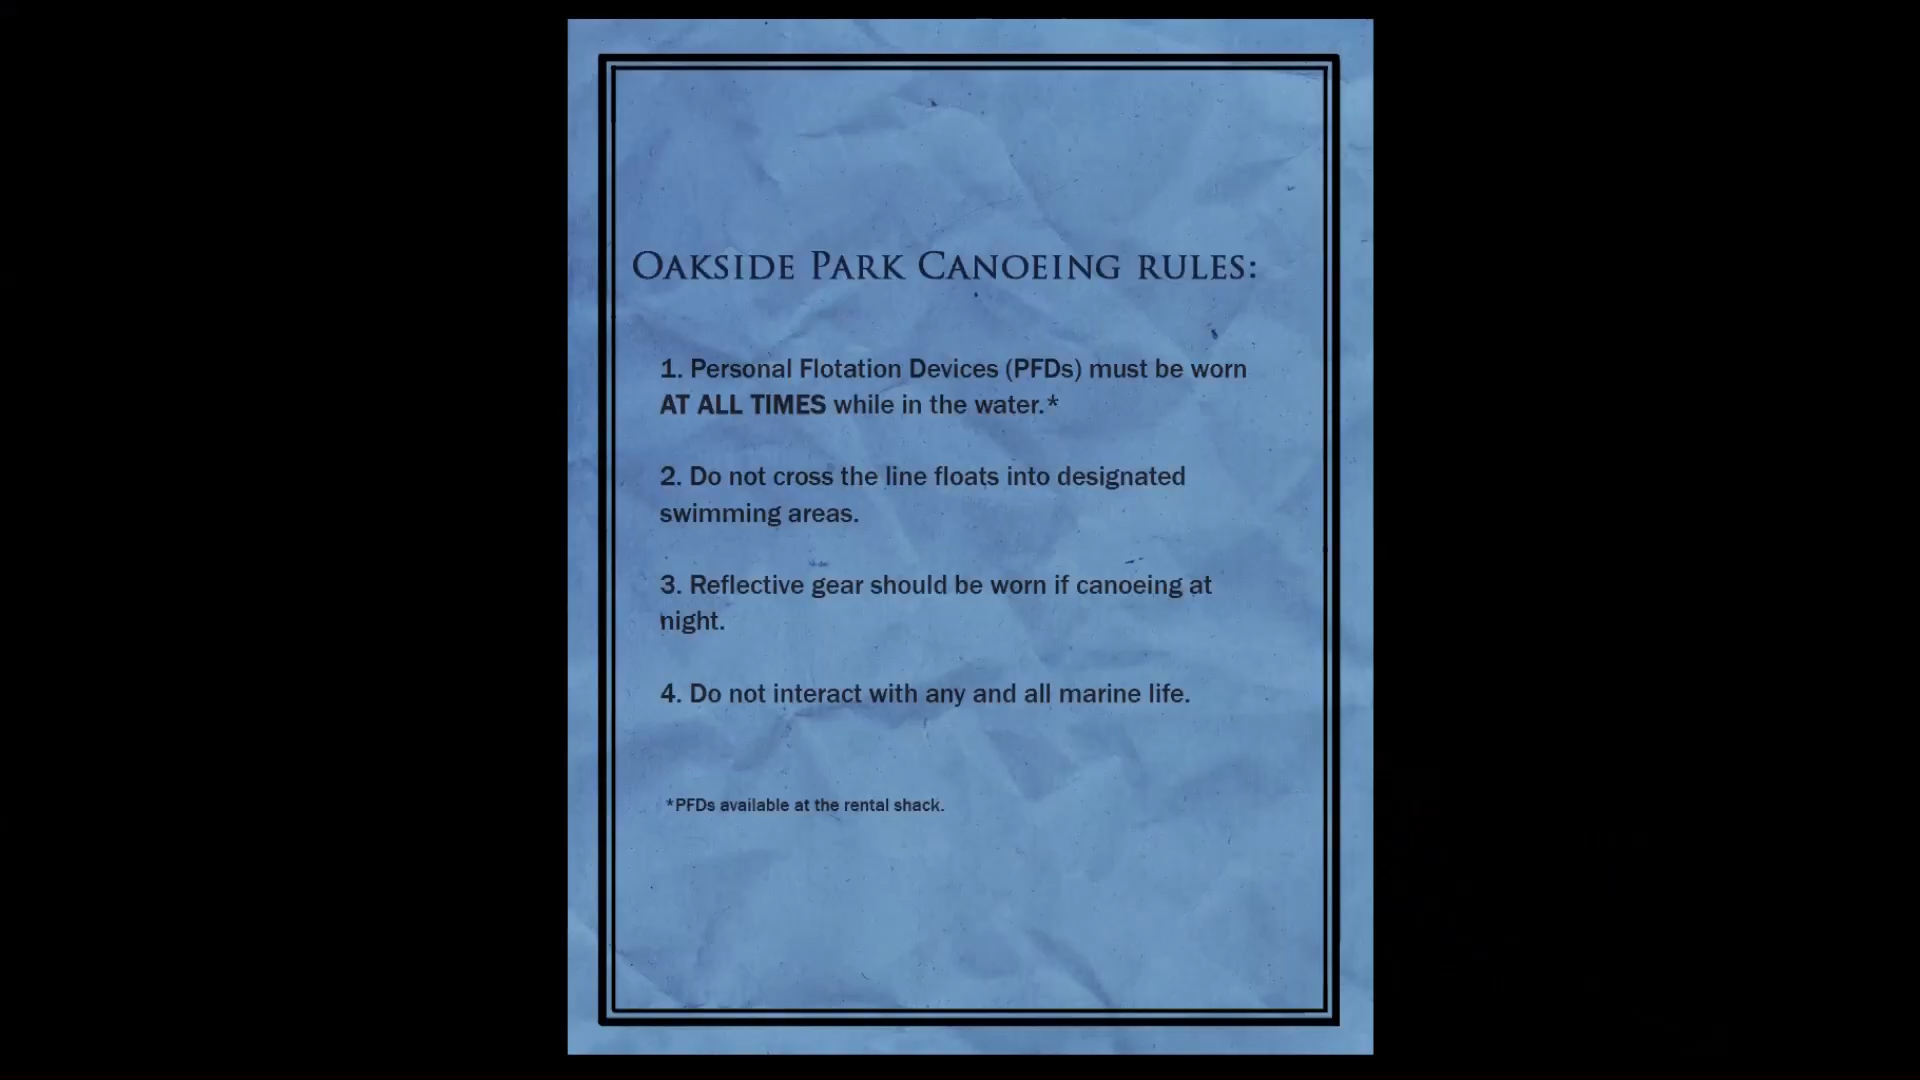 OAKSIDE PARK CANOEING RULES:
1. Personal Flotation Devices (PFDs) must be worn
AT ALL TIMES while in the water.*
2. Do not cross the line floats into designated
swimming areas.
3. Reflective gear should be worn if canoeing at
night.
4. Do not interact with any and all marine life.
*PFDs available at the rental shack.